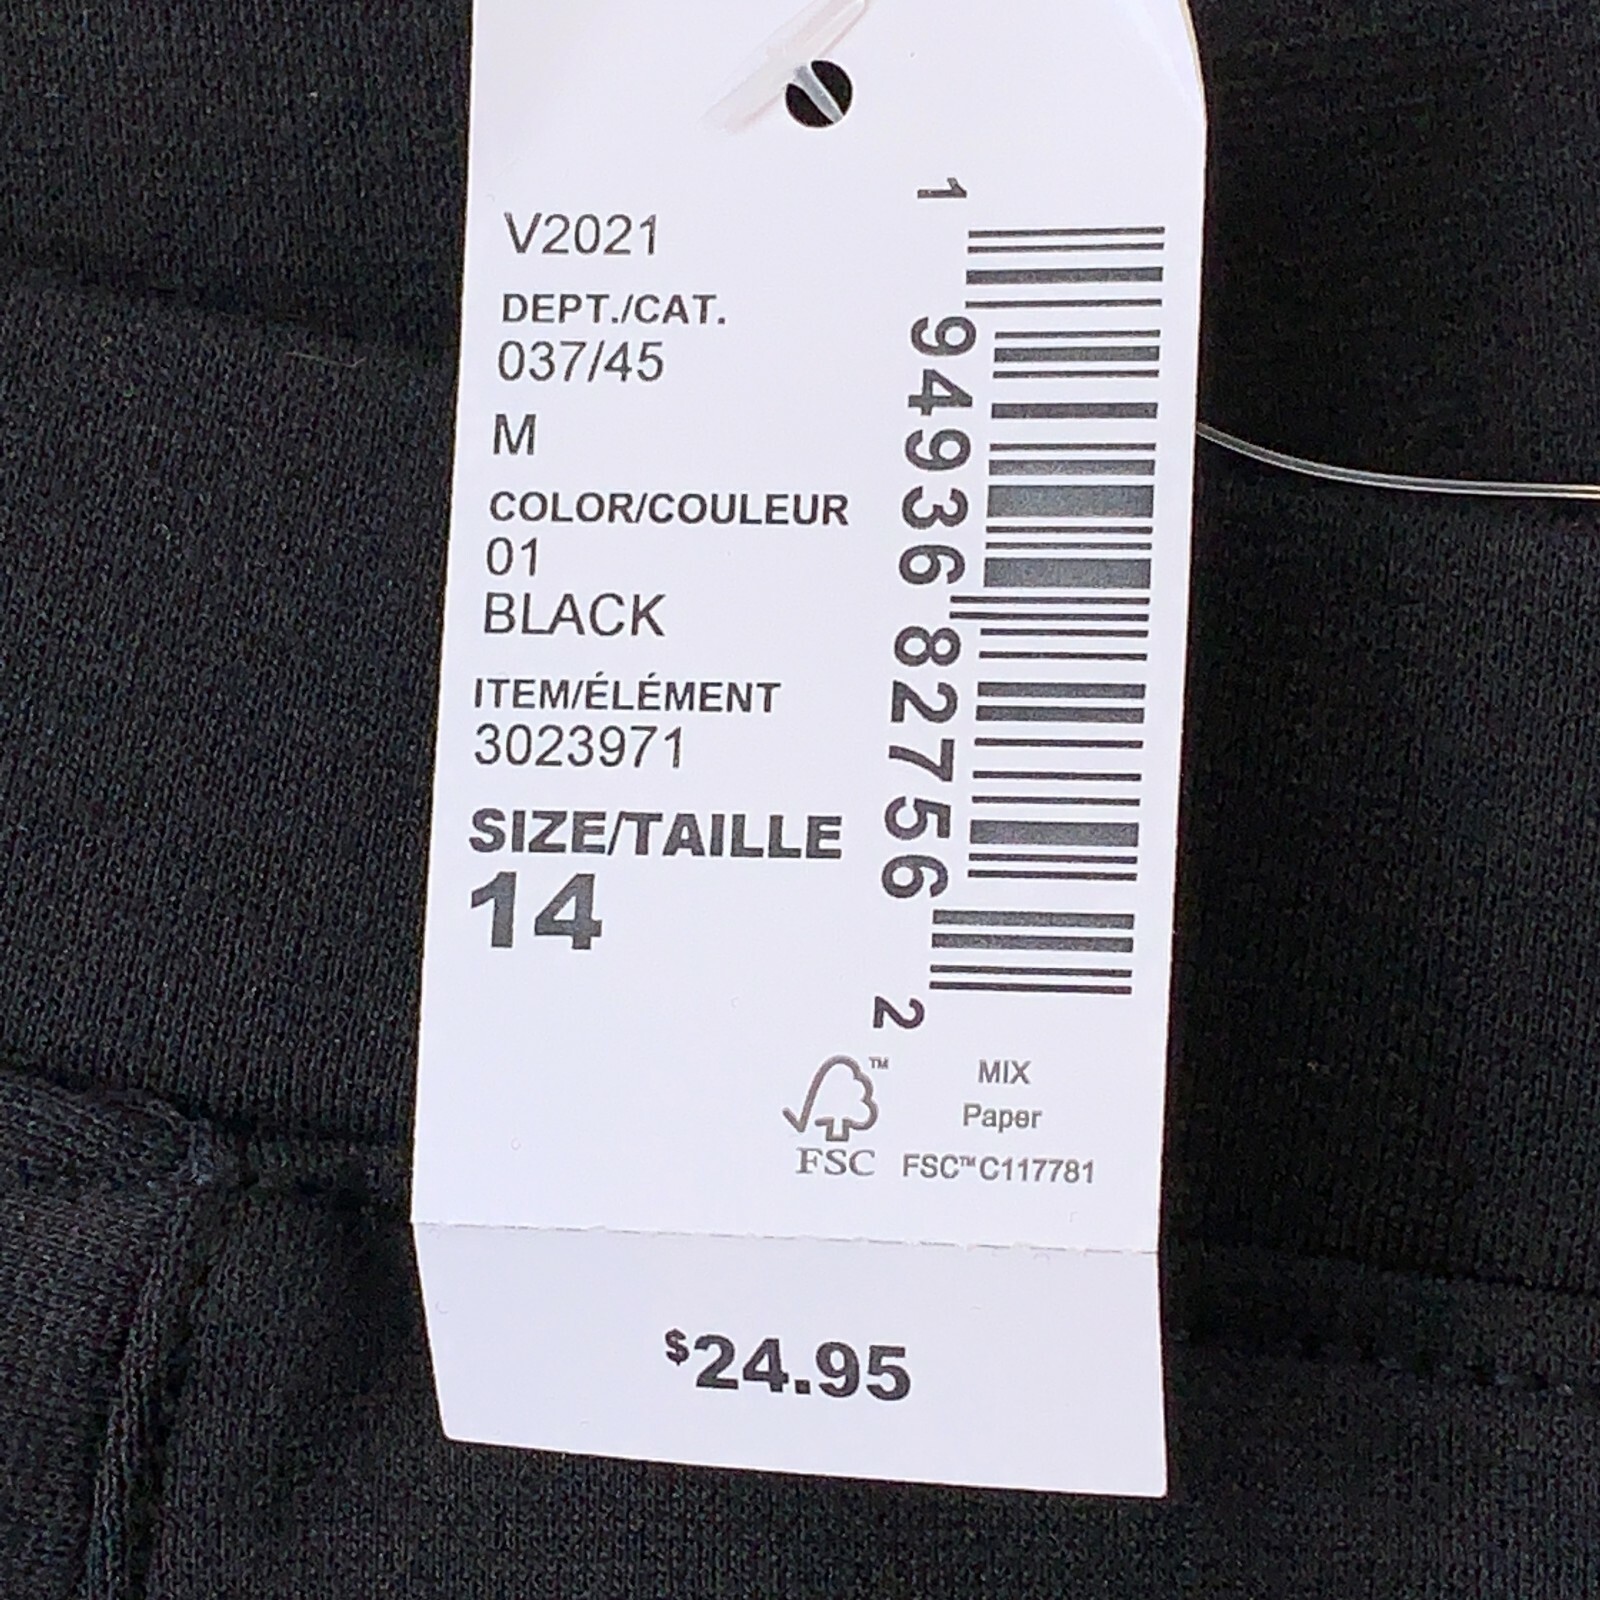 V2021
DEPT./CAT.
037/45
M
COLOR/COULEUR
01
BLACK
ITEM/ÉLÉMENT
3023971
SIZE/TAILLE
14
1 94936 82756 2
™
FSC
MIX
Paper
FSC™ C117781
$24.95